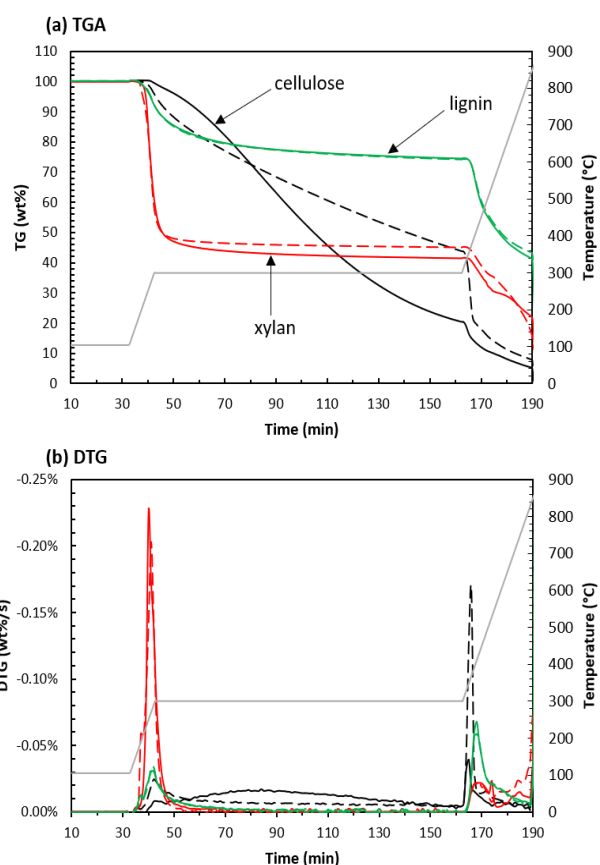 (a) TGA
110
100
90
80
70
60
50
40
30
20
10
0
TG (wt%)
900
800
700
600
500
400
300
200
100
0
Temperature (°C)
cellulose
lignin
xylan
10 30 50 70 90 110 130 150 170 190
Time (min)
(b) DTG
-0.25%
-0.20%
-0.15%
-0.10%
-0.05%
0.00%
DTG (wt%/s)
900
800
700
600
500
400
300
200
100
0
Temperature (°C)
10 30 50 70 90 110 130 150 170 190
Time (min)